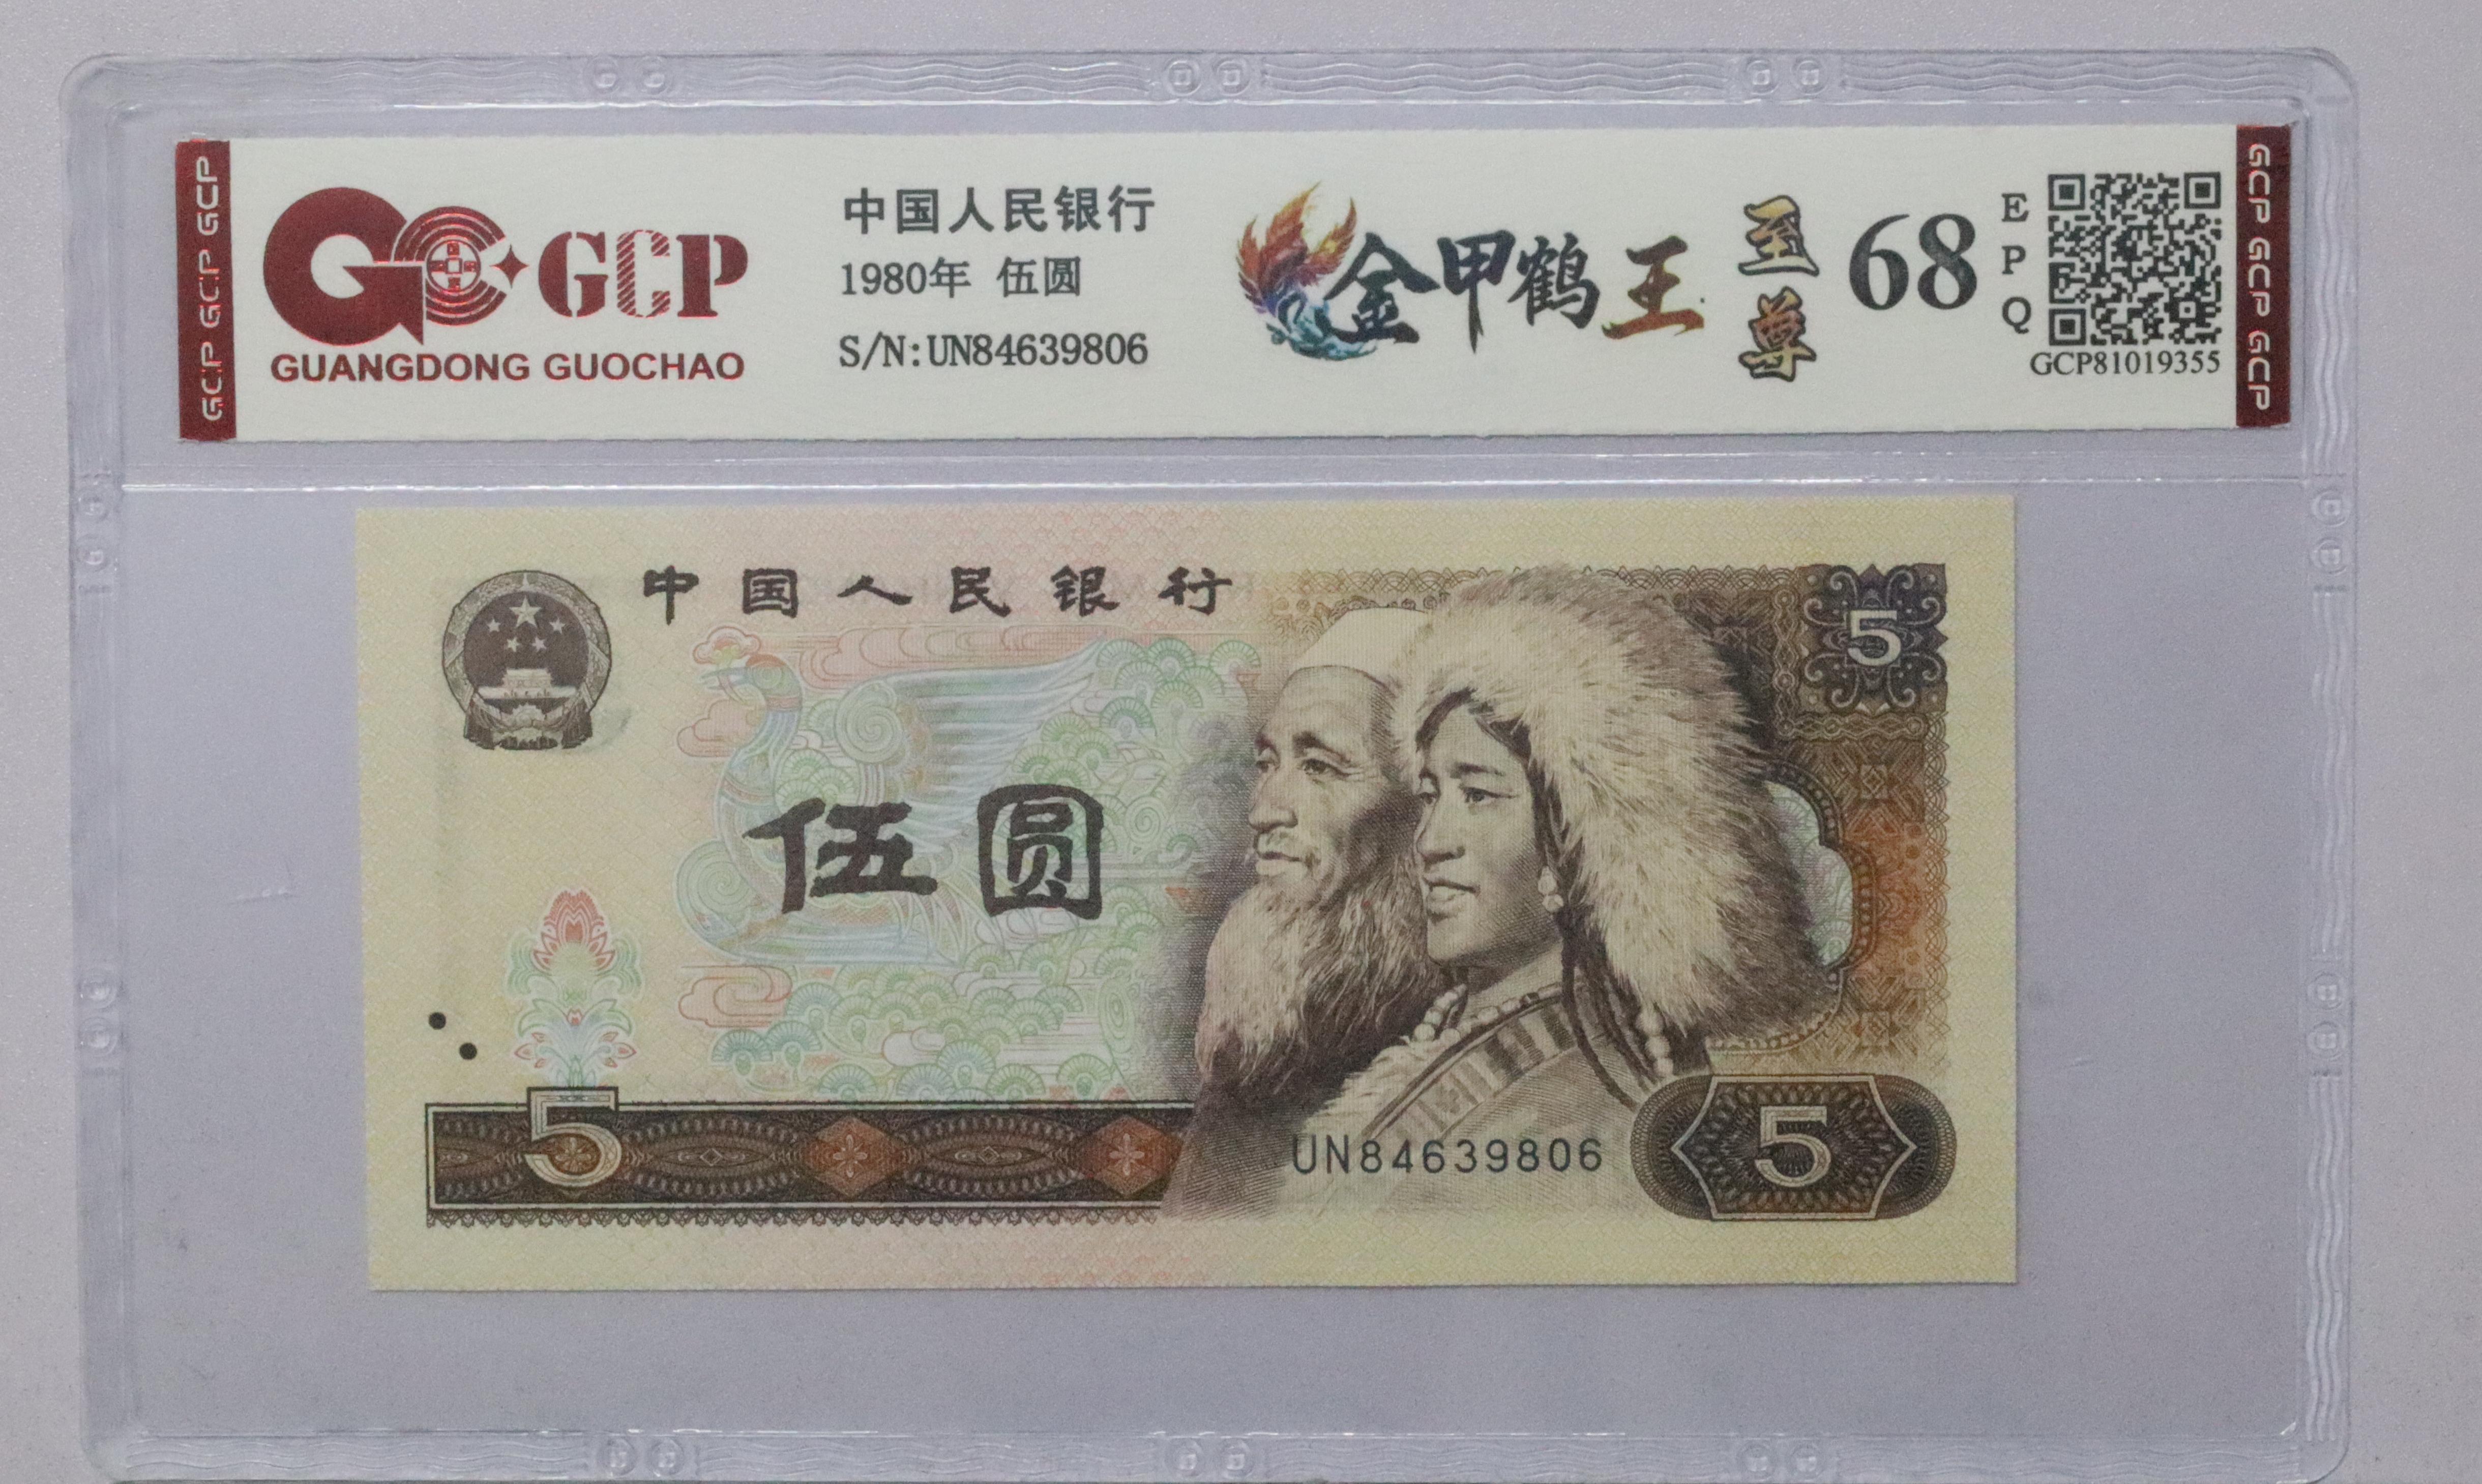 GCP GCP GCP
GCP
GUANGDONG GUOCHAO
中国人民银行
1980年 伍圆
S/N:UN84639806
金甲鹤王
至尊
68
EPQ
GCP81019355
GCP GCP GCP
中国人民银行
5
伍圆
5
UN84639806
5